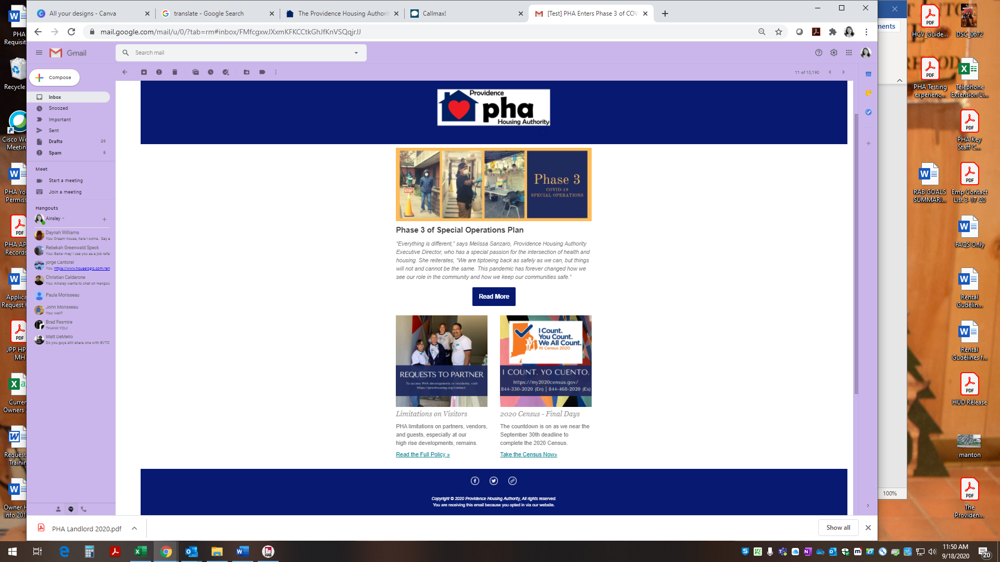 All your designs - Canva
translate - Google Search
The Providence Housing Authorit
Callmax!
[Test] PHA Enters Phase 3 of COV
mail.google.com/mail/u/0/?tab=rm#inbox/FMfcgxwJXxmKFKCCtkGhJfKnVSQqjrJJ
Gmail
Search mail
11 of 10,190
Compose
Inbox
Snoozed
Important
Sent
Drafts 39
Spam 8
Meet
Start a meeting
Join a meeting
Hangouts
Ainsley
Daynah Williams
You: Dream house, here I come. Say a
Rebekah Greenwald Speck
You: Beks- may I use you as a job refe
jorge Cantoral
You: https://www.houselogic.com/ren
Christian Caldarone
You: Ainsley wants to chat on Hangou
Paula Morisseau
John Morisseau
You: well?
Brad Fesmire
THANK YOU!
Matt DeMello
Do you guys still share one with BVTC
Providence
pha
Housing Authority
STOP
Phase 3
COVID-19
SPECIAL OPERATIONS
Phase 3 of Special Operations Plan
“Everything is different,” says Melissa Sanzaro, Providence Housing Authority
Executive Director, who has a special passion for the intersection of health and
housing. She reiterates, “We are tiptoeing back as safely as we can, but things
will not and cannot be the same. This pandemic has forever changed how we
see our role in the community and how we keep our communities safe.”
Read More
REQUESTS TO PARTNER
To access PHA developments or residents, visit
https://provhousing.org/contact.
I Count.
You Count.
We All Count.
RI Census 2020
I COUNT. YO CUENTO.
https://my2020census.gov/
844-330-2020 (En) | 844-468-2020 (Es)
Limitations on Visitors
PHA limitations on partners, vendors,
and guests, especially at our
high rise developments, remains.
Read the Full Policy »
2020 Census - Final Days
The countdown is on as we near the
September 30th deadline to
complete the 2020 Census.
Take the Census Now»
Copyright © 2020 Providence Housing Authority, All rights reserved.
You are receiving this email because you opted in via our website.
PHA Landlord 2020.pdf
Show all
PHA
Requisit
Recycle
Cisco We
Meetin
PHA Yo
Permiss
PHA AP
Records
Applica
Request f
JPP HP
MH
Currer
Owners .
Request
Trainin
Owner H
Info 201
ments
100%
HCV_Guide...
DSC_0672
PHA Testing
experienc...
Telephone
Extension Li...
PHA Key
Staff C...
RAB GOALS
SUMMARI...
Emp Contact
List 3-17-20
FAQS Only
Rental
Gudelin...
Rental
Gudelines f...
HUD Release
manton
The
Providen...
11:50 AM
9/18/2020
20